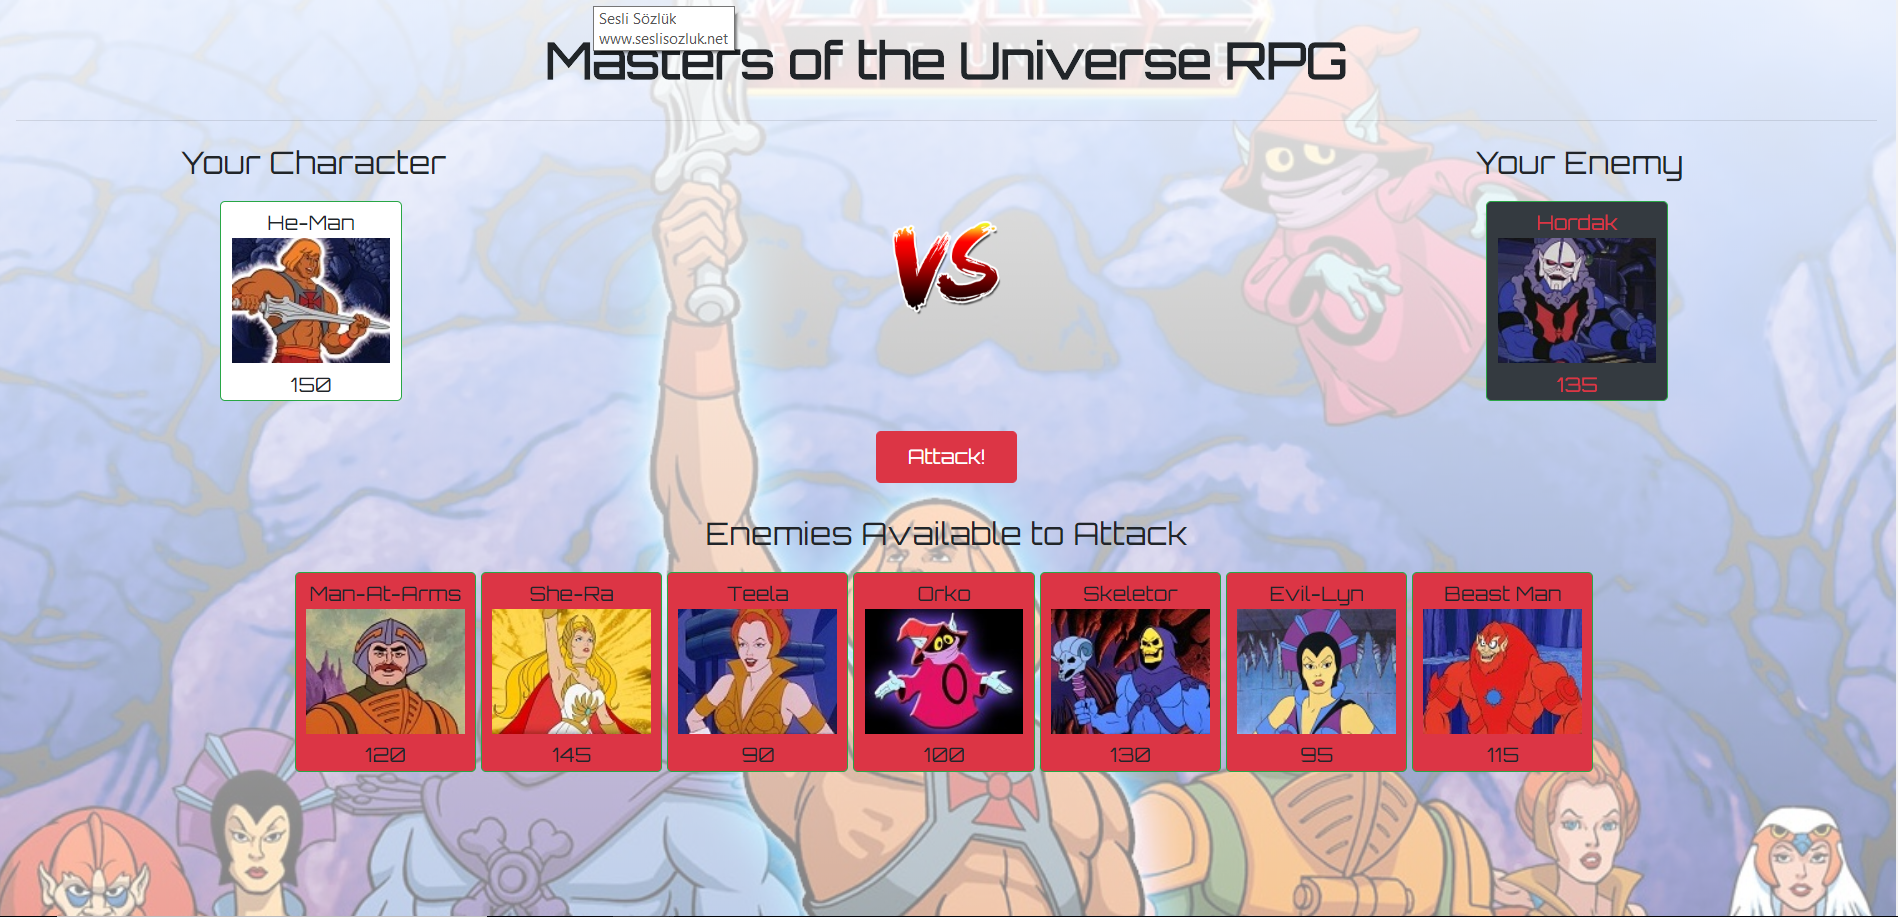 Sesli Sözlük
www.seslisozluk.net
Masters of the Universe RPG
Your Character
Your Enemy
He-Man
150
VS
Hordak
135
Attack!
Enemies Available to Attack
Man-At-Arms
120
She-Ra
145
Teela
90
Orko
100
Skeletor
130
Evil-Lyn
95
Beast Man
115